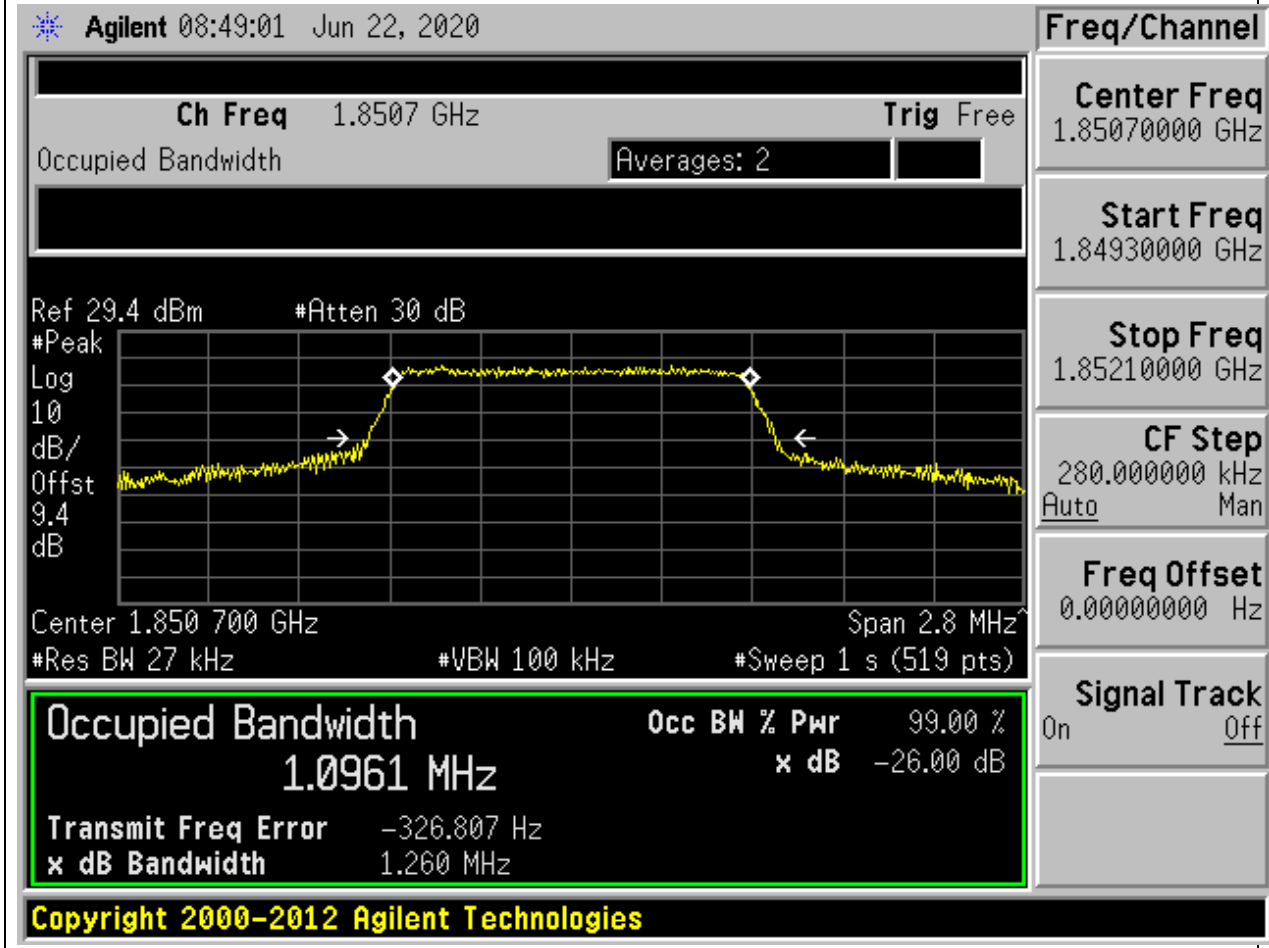 Agilent 08:49:01 Jun 22, 2020
Freq/Channel
Ch Freq 1.8507 GHz
Trig Free
Occupied Bandwidth
Averages: 2
Center Freq
1.85070000 GHz
Start Freq
1.84930000 GHz
Stop Freq
1.85210000 GHz
CF Step
280.000000 kHz
Auto Man
Freq Offset
0.00000000 Hz
Signal Track
On Off
Ref 29.4 dBm #Atten 30 dB
#Peak
Log
10
dB/
Offst
9.4
dB
Center 1.850 700 GHz Span 2.8 MHz^
#Res BW 27 kHz #VBW 100 kHz #Sweep 1 s (519 pts)
Occupied Bandwidth
1.0961 MHz
Occ BW % Pwr 99.00 %
x dB -26.00 dB
Transmit Freq Error -326.807 Hz
x dB Bandwidth 1.260 MHz
Copyright 2000-2012 Agilent Technologies